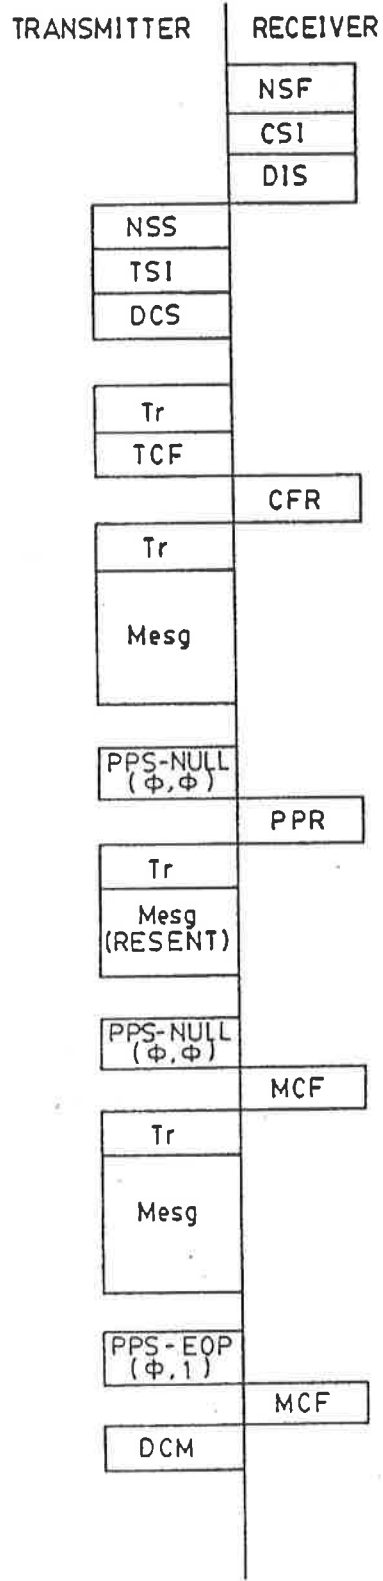 TRANSMITTER RECEIVER
NSF
CSI
DIS
NSS
TSI
DCS
Tr
TCF
CFR
Tr
Mesg
PPS-NULL
(Φ,Φ)
PPR
Tr
Mesg
(RESENT)
PPS-NULL
(Φ,Φ)
MCF
Tr
Mesg
PPS-EOP
(Φ,1)
MCF
DCM